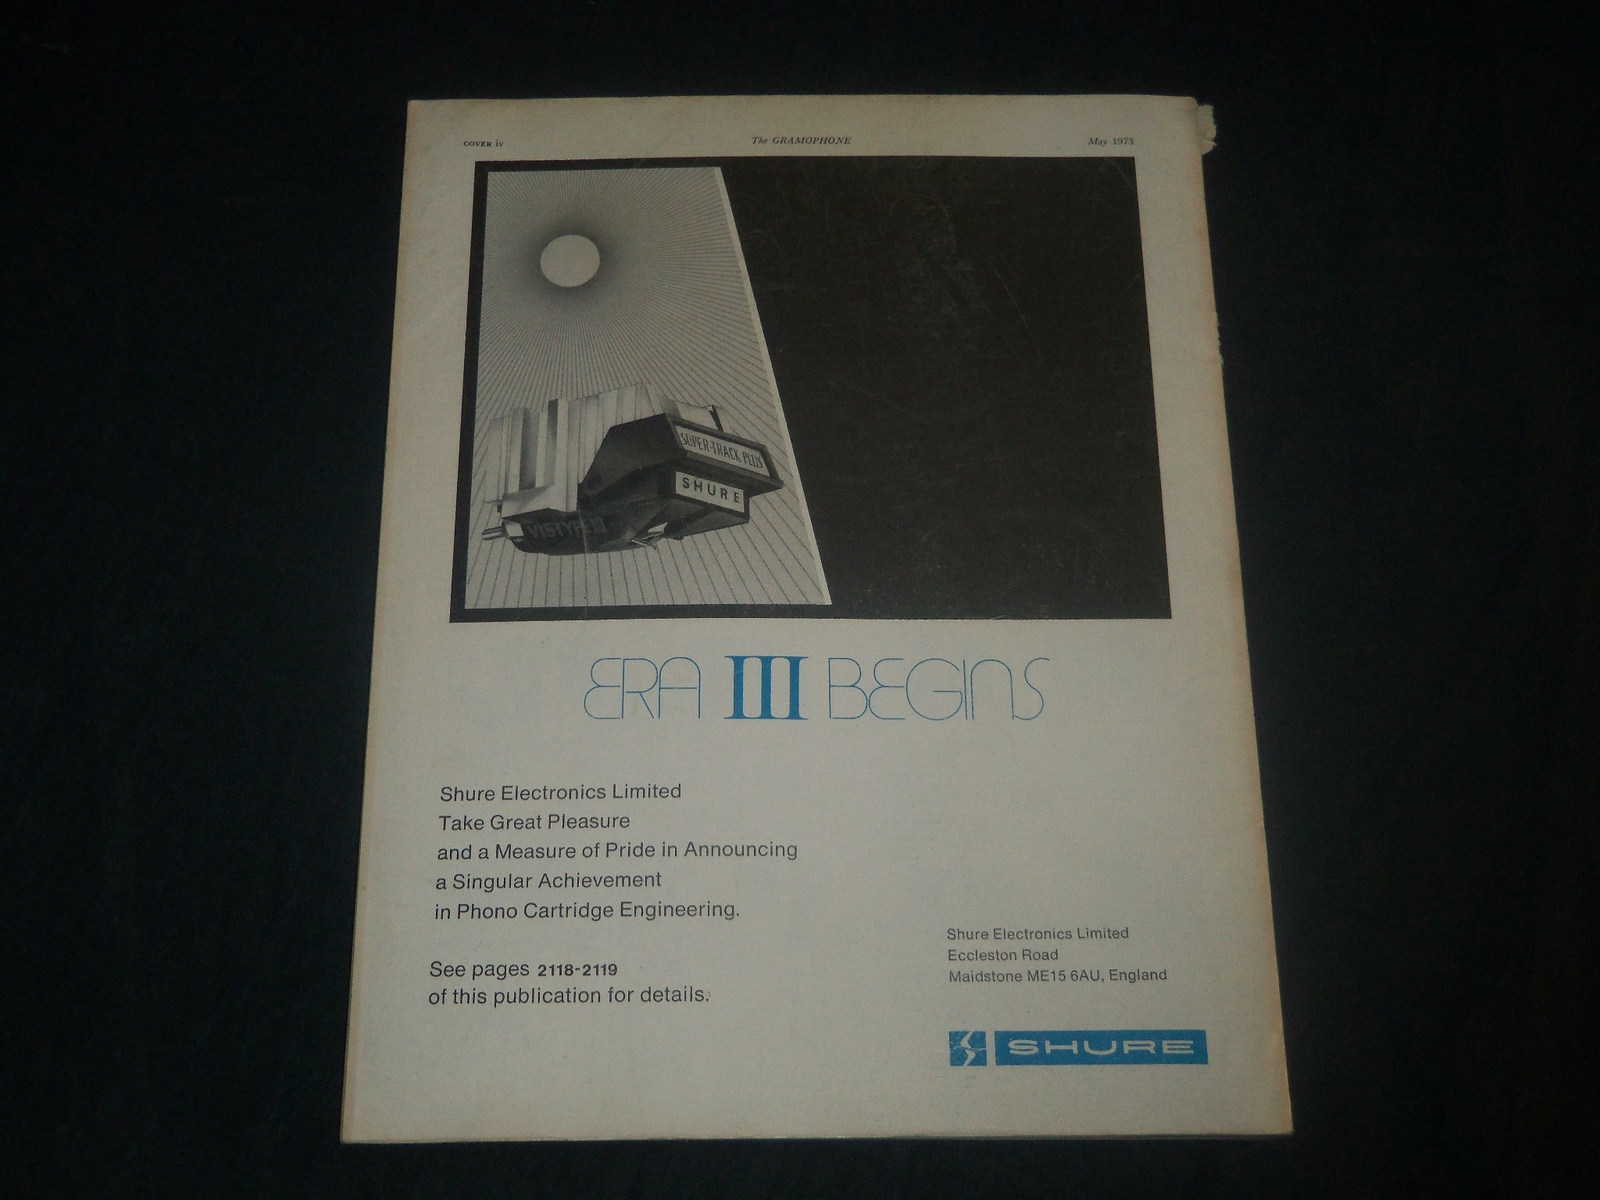 COVER iv
The GRAMOPHONE
May 1973
SUPER-TRACK PLUS
SHURE
V15 TYPE III
ERA III BEGINS
Shure Electronics Limited
Take Great Pleasure
and a Measure of Pride in Announcing
a Singular Achievement
in Phono Cartridge Engineering.
See pages 2118-2119
of this publication for details.
Shure Electronics Limited
Eccleston Road
Maidstone ME15 6AU, England
SHURE